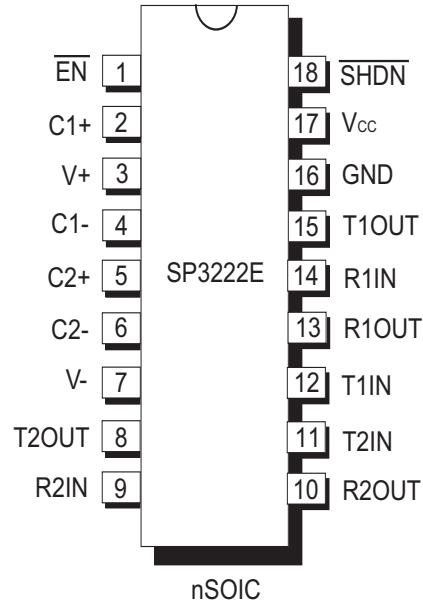 EN 1 18 SHDN
C1+ 2 17 Vcc
V+ 3 16 GND
C1- 4 15 T1OUT
C2+ 5 SP3222E 14 R1IN
C2- 6 13 R1OUT
V- 7 12 T1IN
T2OUT 8 11 T2IN
R2IN 9 10 R2OUT
nSOIC